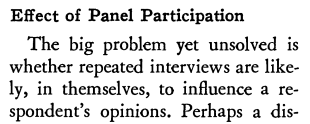 Effect of Panel Participation
The big problem yet unsolved is
whether repeated interviews are like-
ly, in themselves, to influence a re-
spondent's opinions. Perhaps a dis-